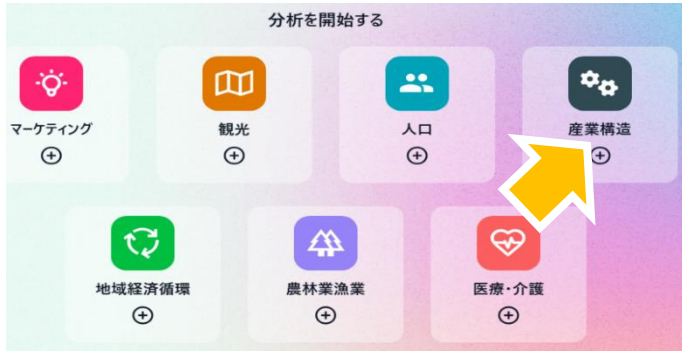 分析を開始する
マーケティング
観光
人口
産業構造
地域経済循環
農林業漁業
医療・介護